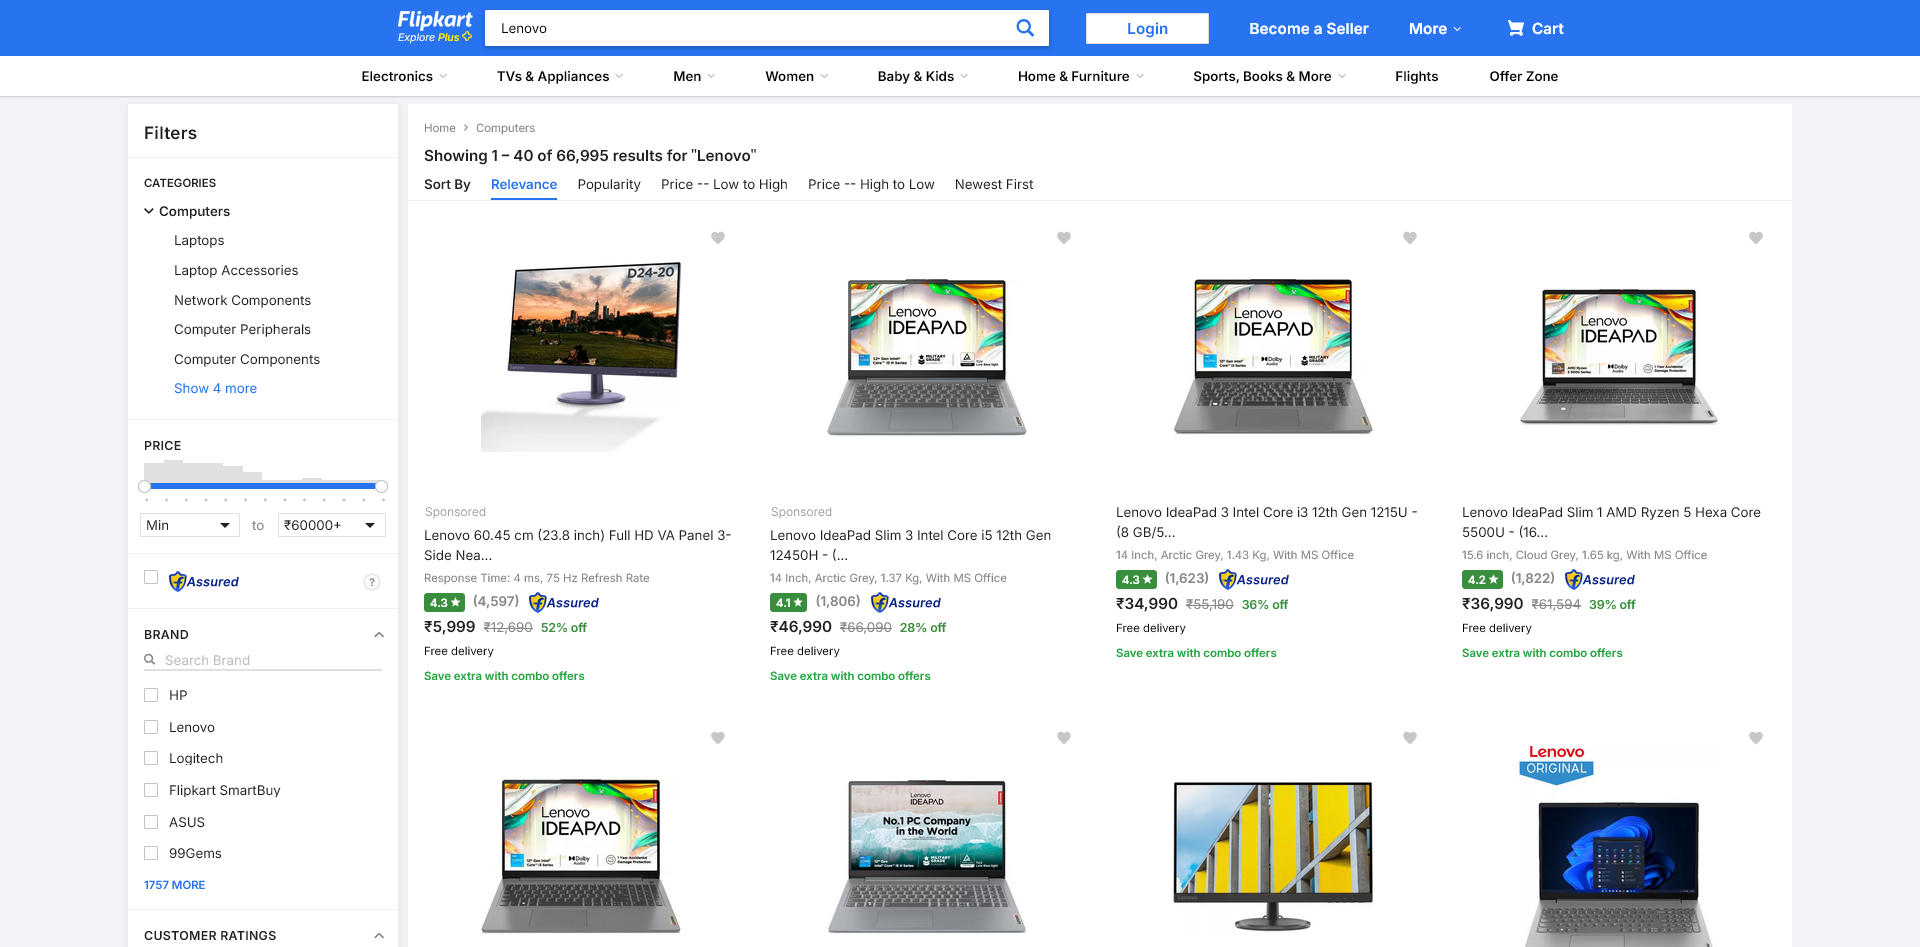 Flipkart
Explore Plus
Lenovo
Login
Become a Seller
More
Cart
Electronics
TVs & Appliances
Men
Women
Baby & Kids
Home & Furniture
Sports, Books & More
Flights
Offer Zone
Filters
CATEGORIES
Computers
Laptops
Laptop Accessories
Network Components
Computer Peripherals
Computer Components
Show 4 more
PRICE
Min
to
₹60000+
Assured
?
BRAND
Search Brand
HP
Lenovo
Logitech
Flipkart SmartBuy
ASUS
99Gems
1757 MORE
CUSTOMER RATINGS
Home
Computers
Showing 1 – 40 of 66,995 results for "Lenovo"
Sort By
Relevance
Popularity
Price -- Low to High
Price -- High to Low
Newest First
D24-20
Sponsored
Lenovo 60.45 cm (23.8 inch) Full HD VA Panel 3-
Side Nea...
Response Time: 4 ms, 75 Hz Refresh Rate
4.3
(4,597)
Assured
₹5,999
₹12,690
52% off
Free delivery
Save extra with combo offers
Lenovo
IDEAPAD
Sponsored
Lenovo IdeaPad Slim 3 Intel Core i5 12th Gen
12450H - (...
14 Inch, Arctic Grey, 1.37 Kg, With MS Office
4.1
(1,806)
Assured
₹46,990
₹66,090
28% off
Free delivery
Save extra with combo offers
Lenovo
IDEAPAD
Lenovo IdeaPad 3 Intel Core i3 12th Gen 1215U -
(8 GB/5...
14 Inch, Arctic Grey, 1.43 Kg, With MS Office
4.3
(1,623)
Assured
₹34,990
₹55,190
36% off
Free delivery
Save extra with combo offers
Lenovo
IDEAPAD
Lenovo IdeaPad Slim 1 AMD Ryzen 5 Hexa Core
5500U - (16...
15.6 inch, Cloud Grey, 1.65 kg, With MS Office
4.2
(1,822)
Assured
₹36,990
₹61,594
39% off
Free delivery
Save extra with combo offers
Lenovo
IDEAPAD
Lenovo
IDEAPAD
No.1 PC Company
in the World
Lenovo
ORIGINAL